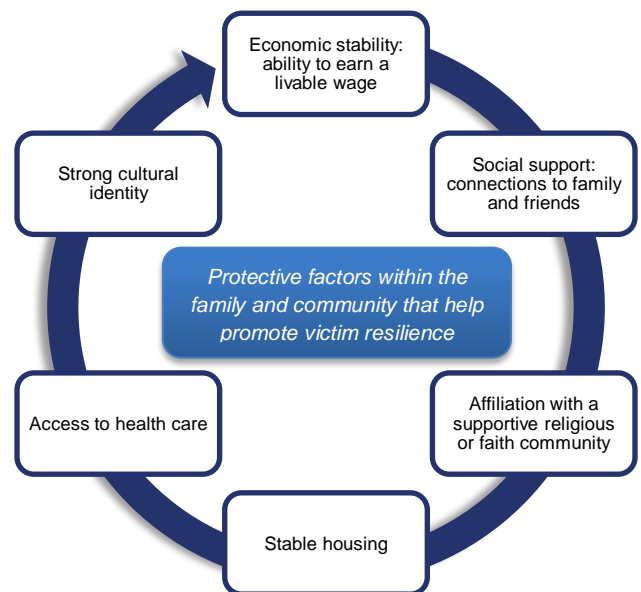 Economic stability:
ability to earn a
livable wage
Social support:
connections to family
and friends
Affiliation with a
supportive religious
or faith community
Stable housing
Access to health care
Strong cultural
identity
Protective factors within the
family and community that help
promote victim resilience